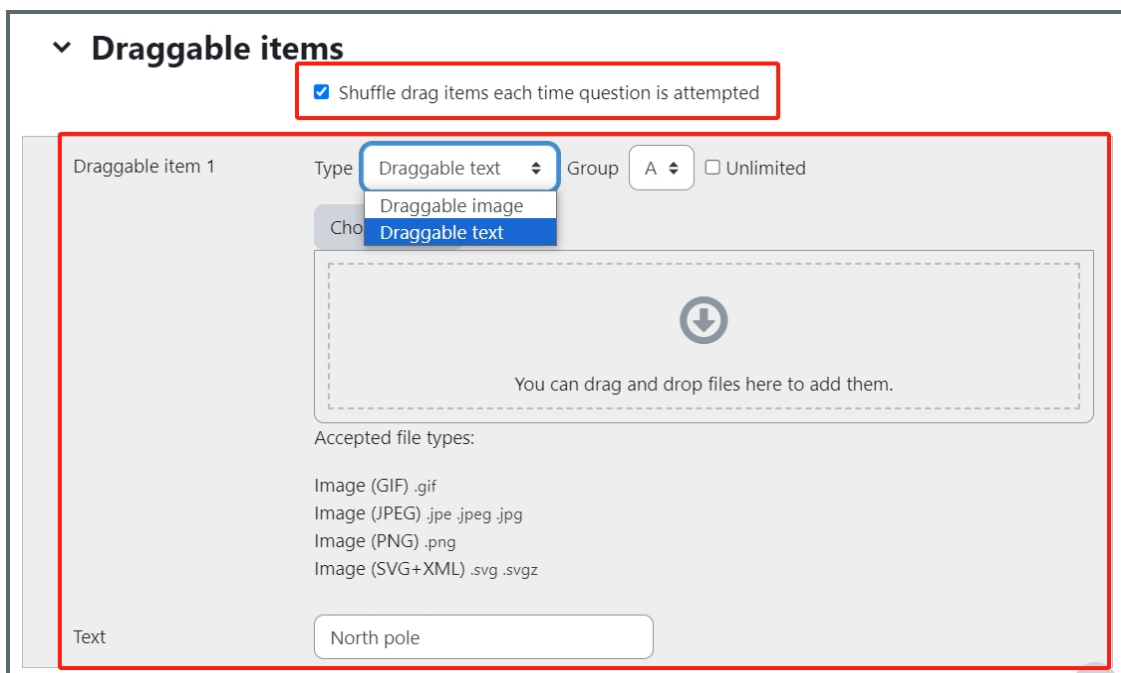 Draggable items
Shuffle drag items each time question is attempted
Draggable item 1 Type Draggable text Group A Unlimited
Draggable image
Draggable text
You can drag and drop files here to add them.
Accepted file types:
Image (GIF) .gif
Image (JPEG) .jpe .jpeg .jpg
Image (PNG) .png
Image (SVG+XML) .svg .svgz
Text North pole